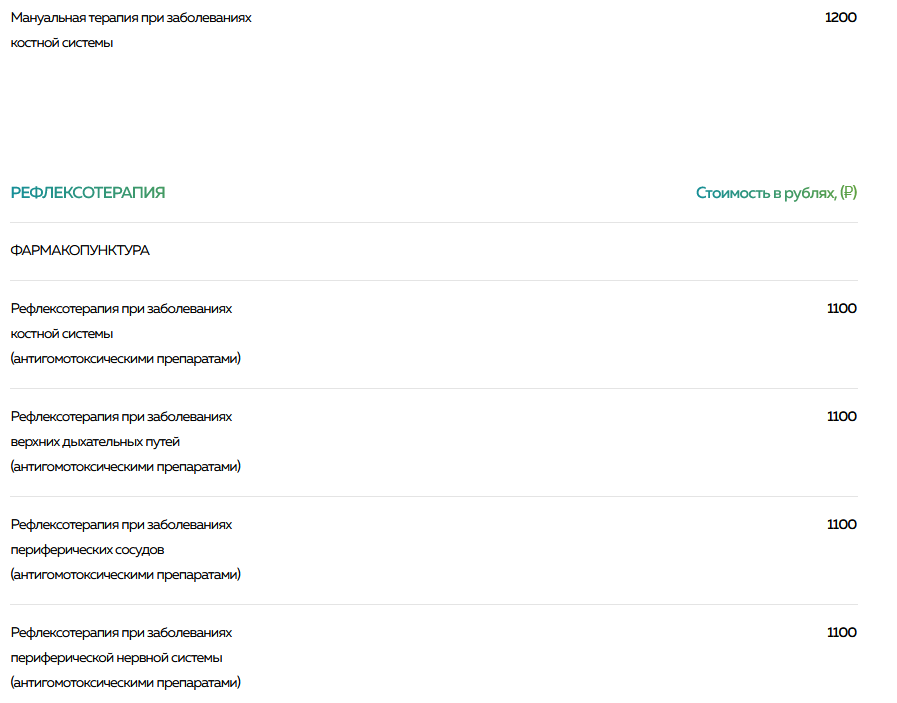 Мануальная терапия при заболеваниях 1200
костной системы
РЕФЛЕКСОТЕРАПИЯ Стоимость в рублях, (₽)
ФАРМАКОПУНКТУРА
Рефлексотерапия при заболеваниях 1100
костной системы
(антигомотоксическими препаратами)
Рефлексотерапия при заболеваниях 1100
верхних дыхательных путей
(антигомотоксическими препаратами)
Рефлексотерапия при заболеваниях 1100
периферических сосудов
(антигомотоксическими препаратами)
Рефлексотерапия при заболеваниях 1100
периферической нервной системы
(антигомотоксическими препаратами)